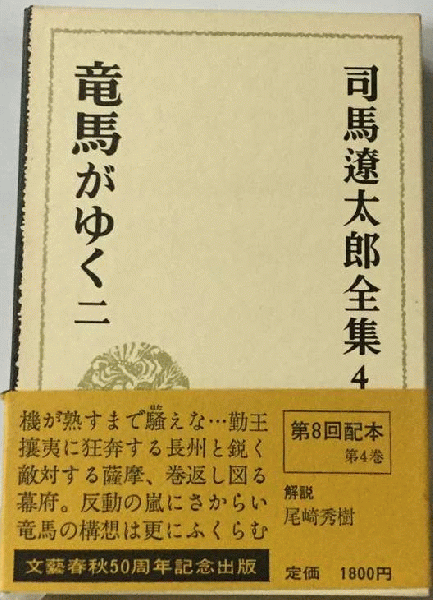 司馬遼太郎全集4
竜馬がゆく二
機が熟すまで騒えな…勤王
攘夷に狂奔する長州と鋭く
敵対する薩摩、巻返し図る
幕府。反動の嵐にさからい
竜馬の構想は更にふくらむ
文藝春秋50周年記念出版
第8回配本
第4巻
解説
尾崎秀樹
定価 1800円